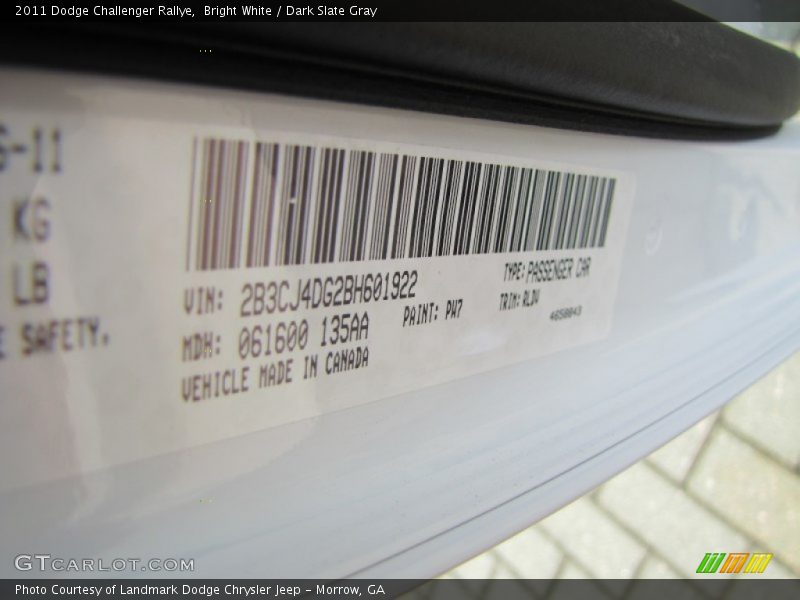 2011 Dodge Challenger Rallye, Bright White / Dark Slate Gray
-11
KG
LB
SAFETY.
VIN: 2B3CJ4DG2BH601922
TYPE: PASSENGER CAR
MDH: 061600 135AA
PAINT: PW7
TRIM: RLDV
4658043
VEHICLE MADE IN CANADA
GTCARLOT.COM
Photo Courtesy of Landmark Dodge Chrysler Jeep - Morrow, GA